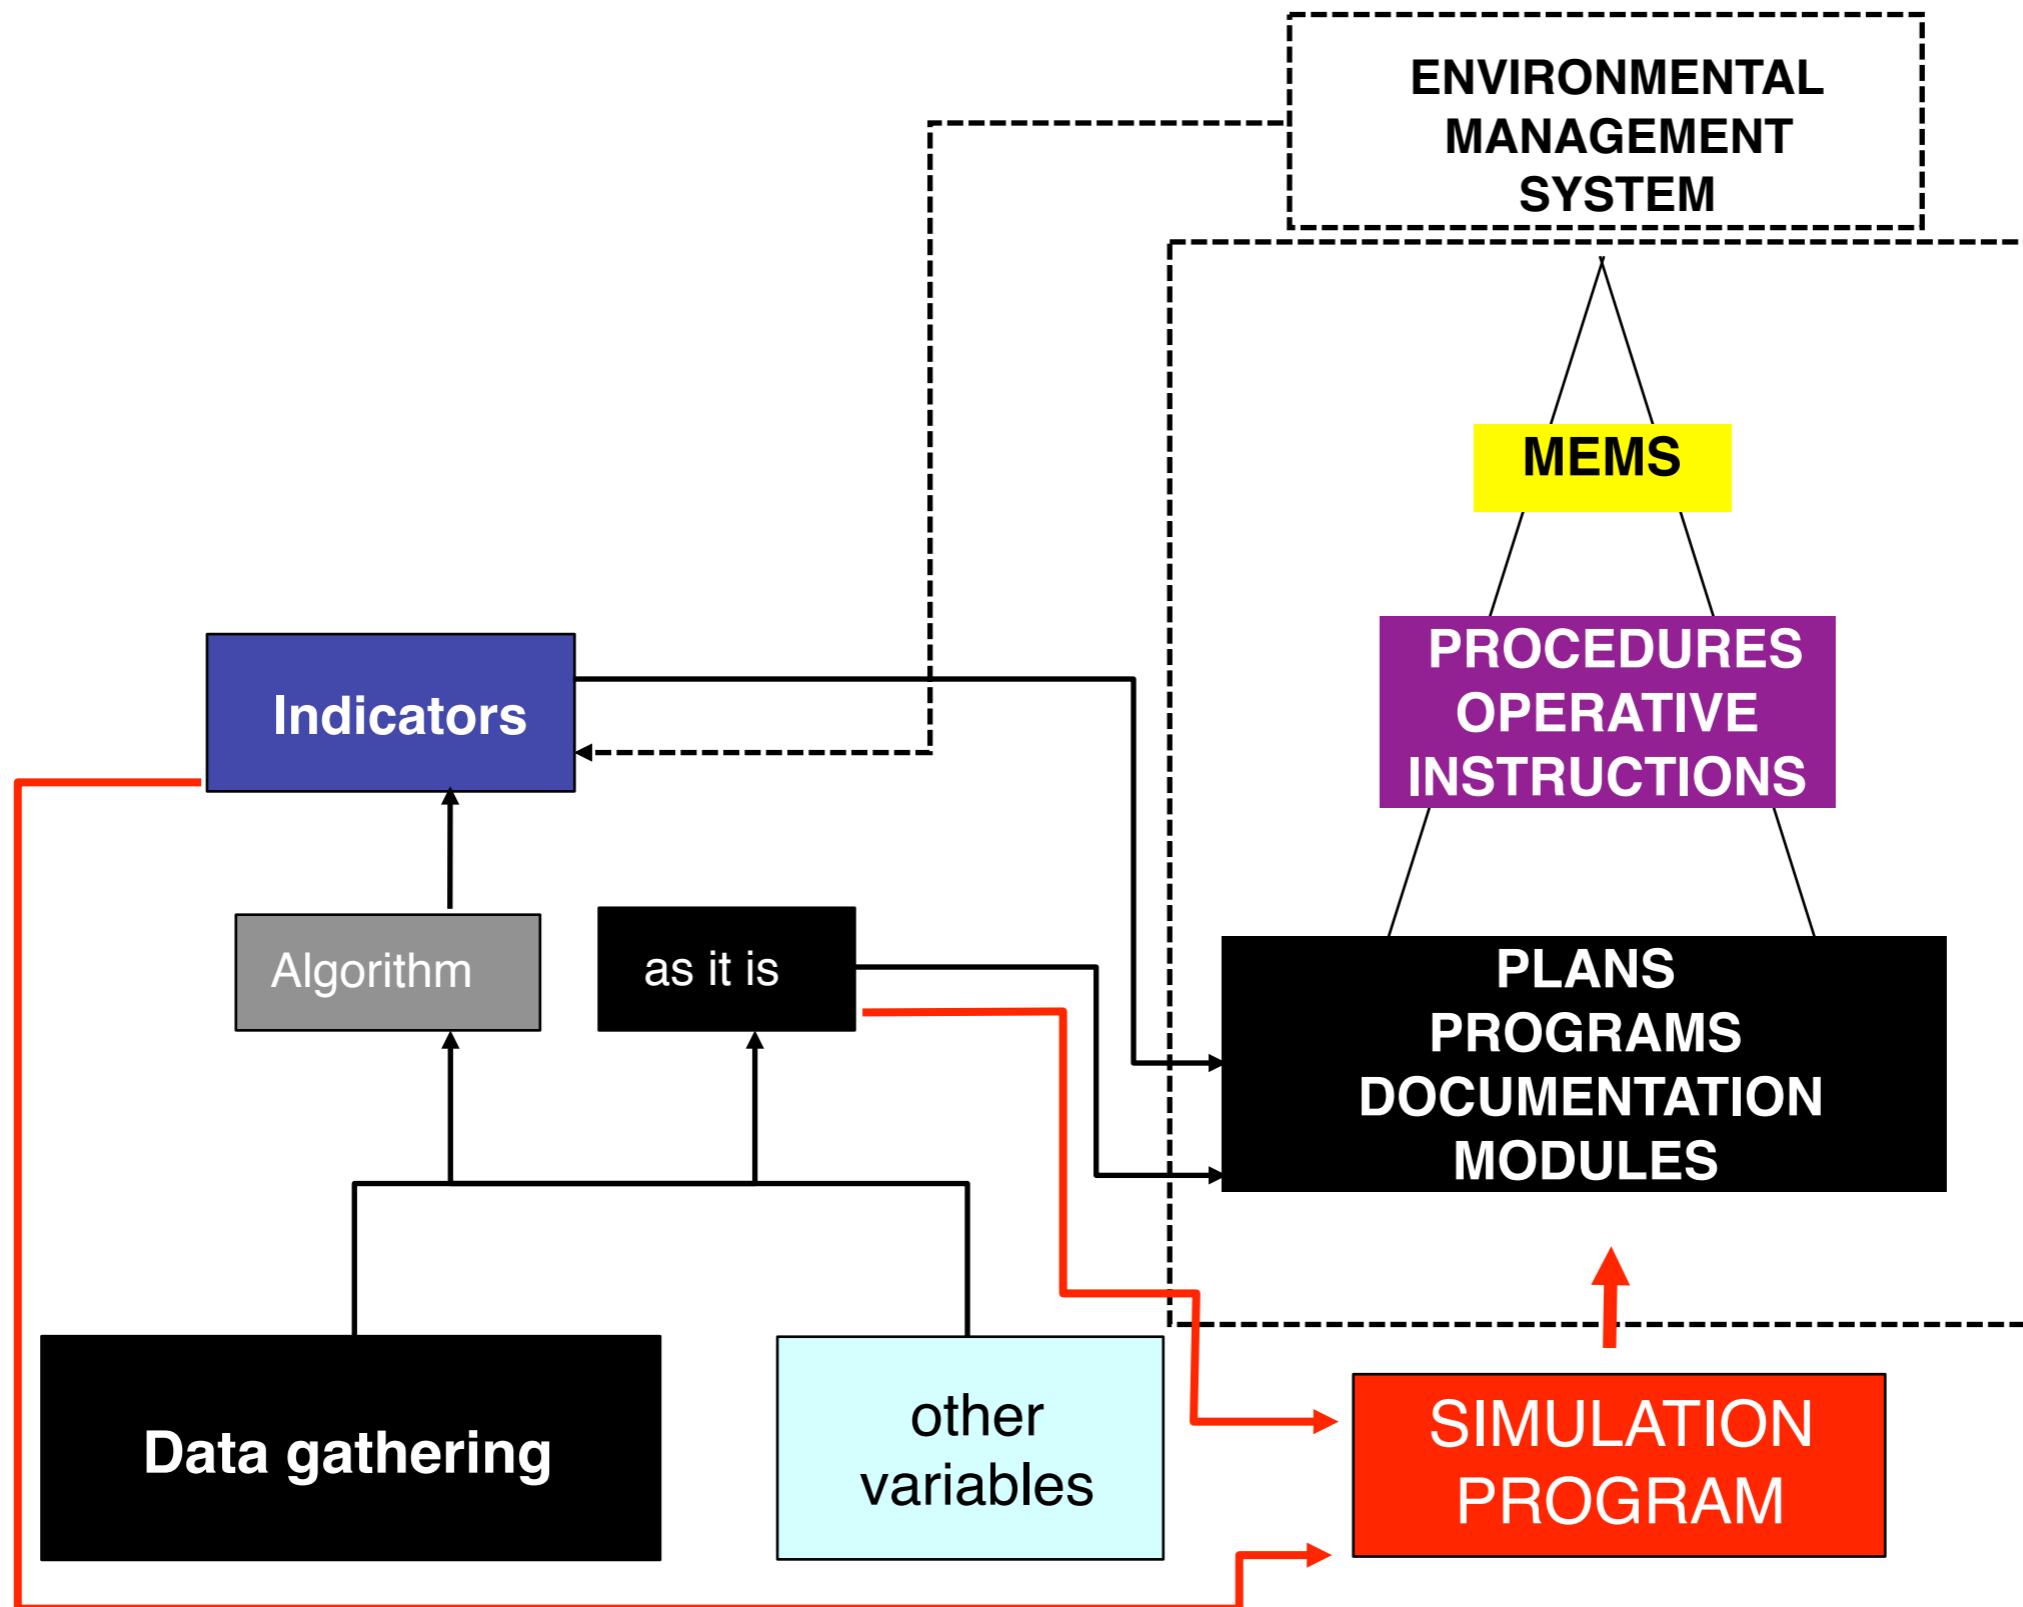 ENVIRONMENTAL
MANAGEMENT
SYSTEM
MEMS
PROCEDURES
OPERATIVE
INSTRUCTIONS
Indicators
Algorithm
as it is
PLANS
PROGRAMS
DOCUMENTATION
MODULES
Data gathering
other
variables
SIMULATION
PROGRAM